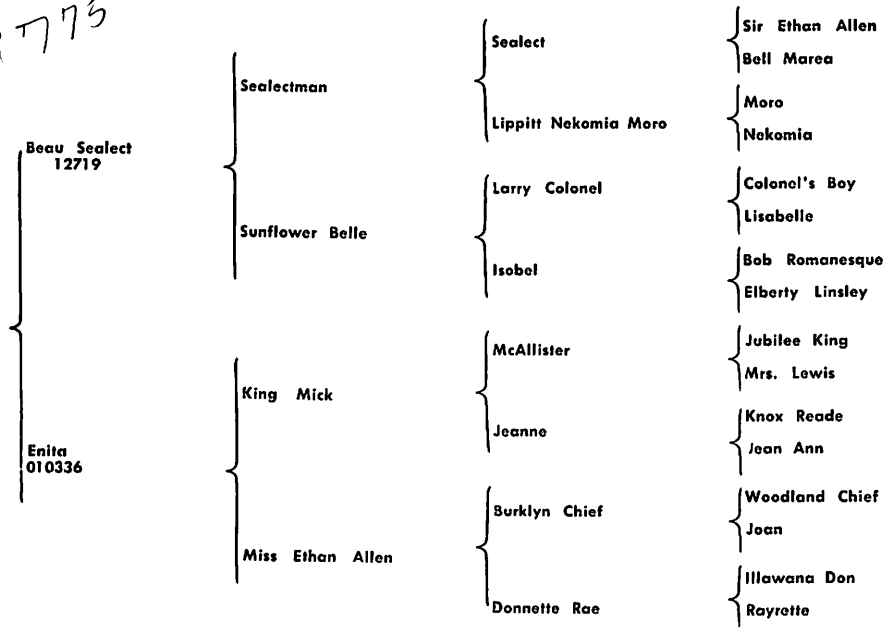 Beau Sealect
12719
Enita
010336
Sealectman
Sunflower Belle
King Mick
Miss Ethan Allen
Sealect
Lippitt Nekomia Moro
Larry Colonel
Isobel
McAllister
Jeanne
Burklyn Chief
Donnette Rae
Sir Ethan Allen
Bell Marea
Moro
Nekomia
Colonel's Boy
Lisabelle
Bob Romanesque
Elberty Linsley
Jubilee King
Mrs. Lewis
Knox Reade
Jean Ann
Woodland Chief
Joan
Illawana Don
Rayrette